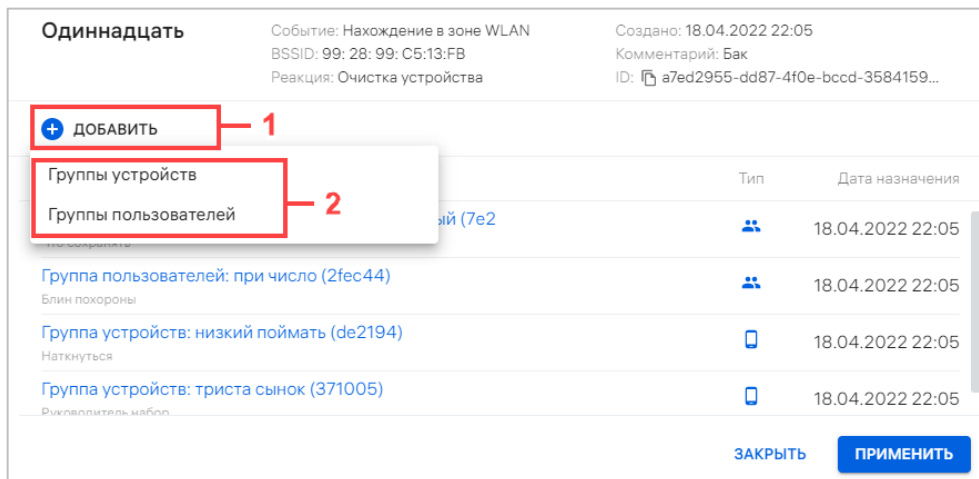 Одиннадцать
Событие: Нахождение в зоне WLAN
BSSID: 99: 28: 99: C5:13:FB
Реакция: Очистка устройства
Создано: 18.04.2022 22:05
Комментарий: Бак
ID: a7ed2955-dd87-4f0e-bccd-3584159...
ДОБАВИТЬ
1
Группы устройств
Группы пользователей
2
Тип Дата назначения
ый (7e2 18.04.2022 22:05
Что сохранять
Группа пользователей: при число (2fec44) 18.04.2022 22:05
Блин похороны
Группа устройств: низкий поймать (de2194) 18.04.2022 22:05
Наткнуться
Группа устройств: триста сынок (371005) 18.04.2022 22:05
Руководитель набор
ЗАКРЫТЬ ПРИМЕНИТЬ